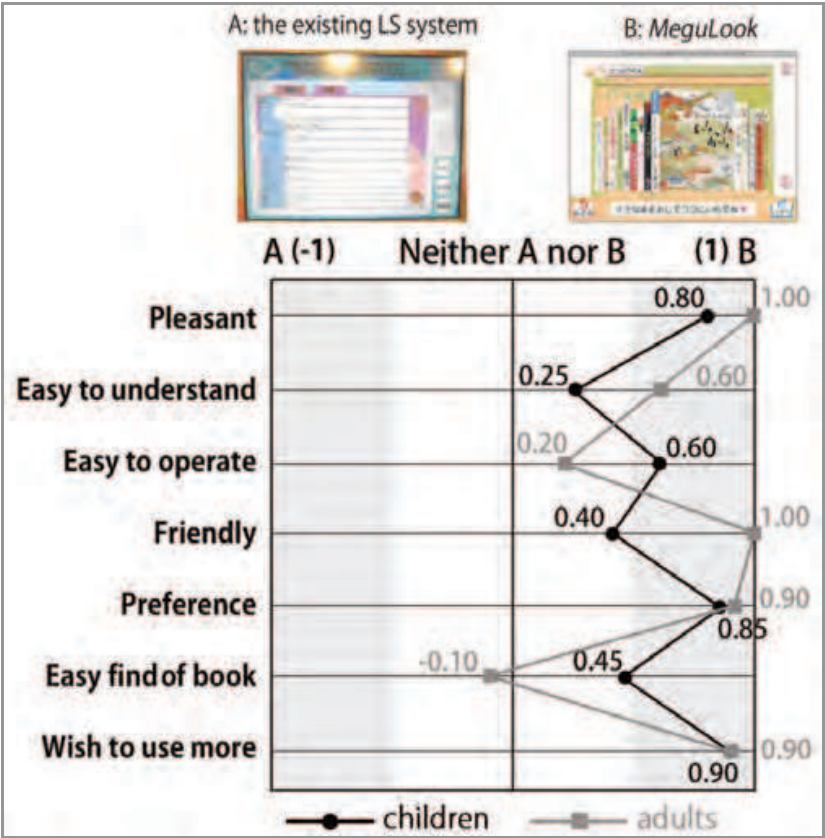 A: the existing LS system
B: MeguLook
A (-1) Neither A nor B (1) B
Pleasant 0.80 1.00
Easy to understand 0.25 0.60
Easy to operate 0.20 0.60
Friendly 0.40 1.00
Preference 0.90
0.85
Easy find of book -0.10 0.45
Wish to use more 0.90
0.90
children adults